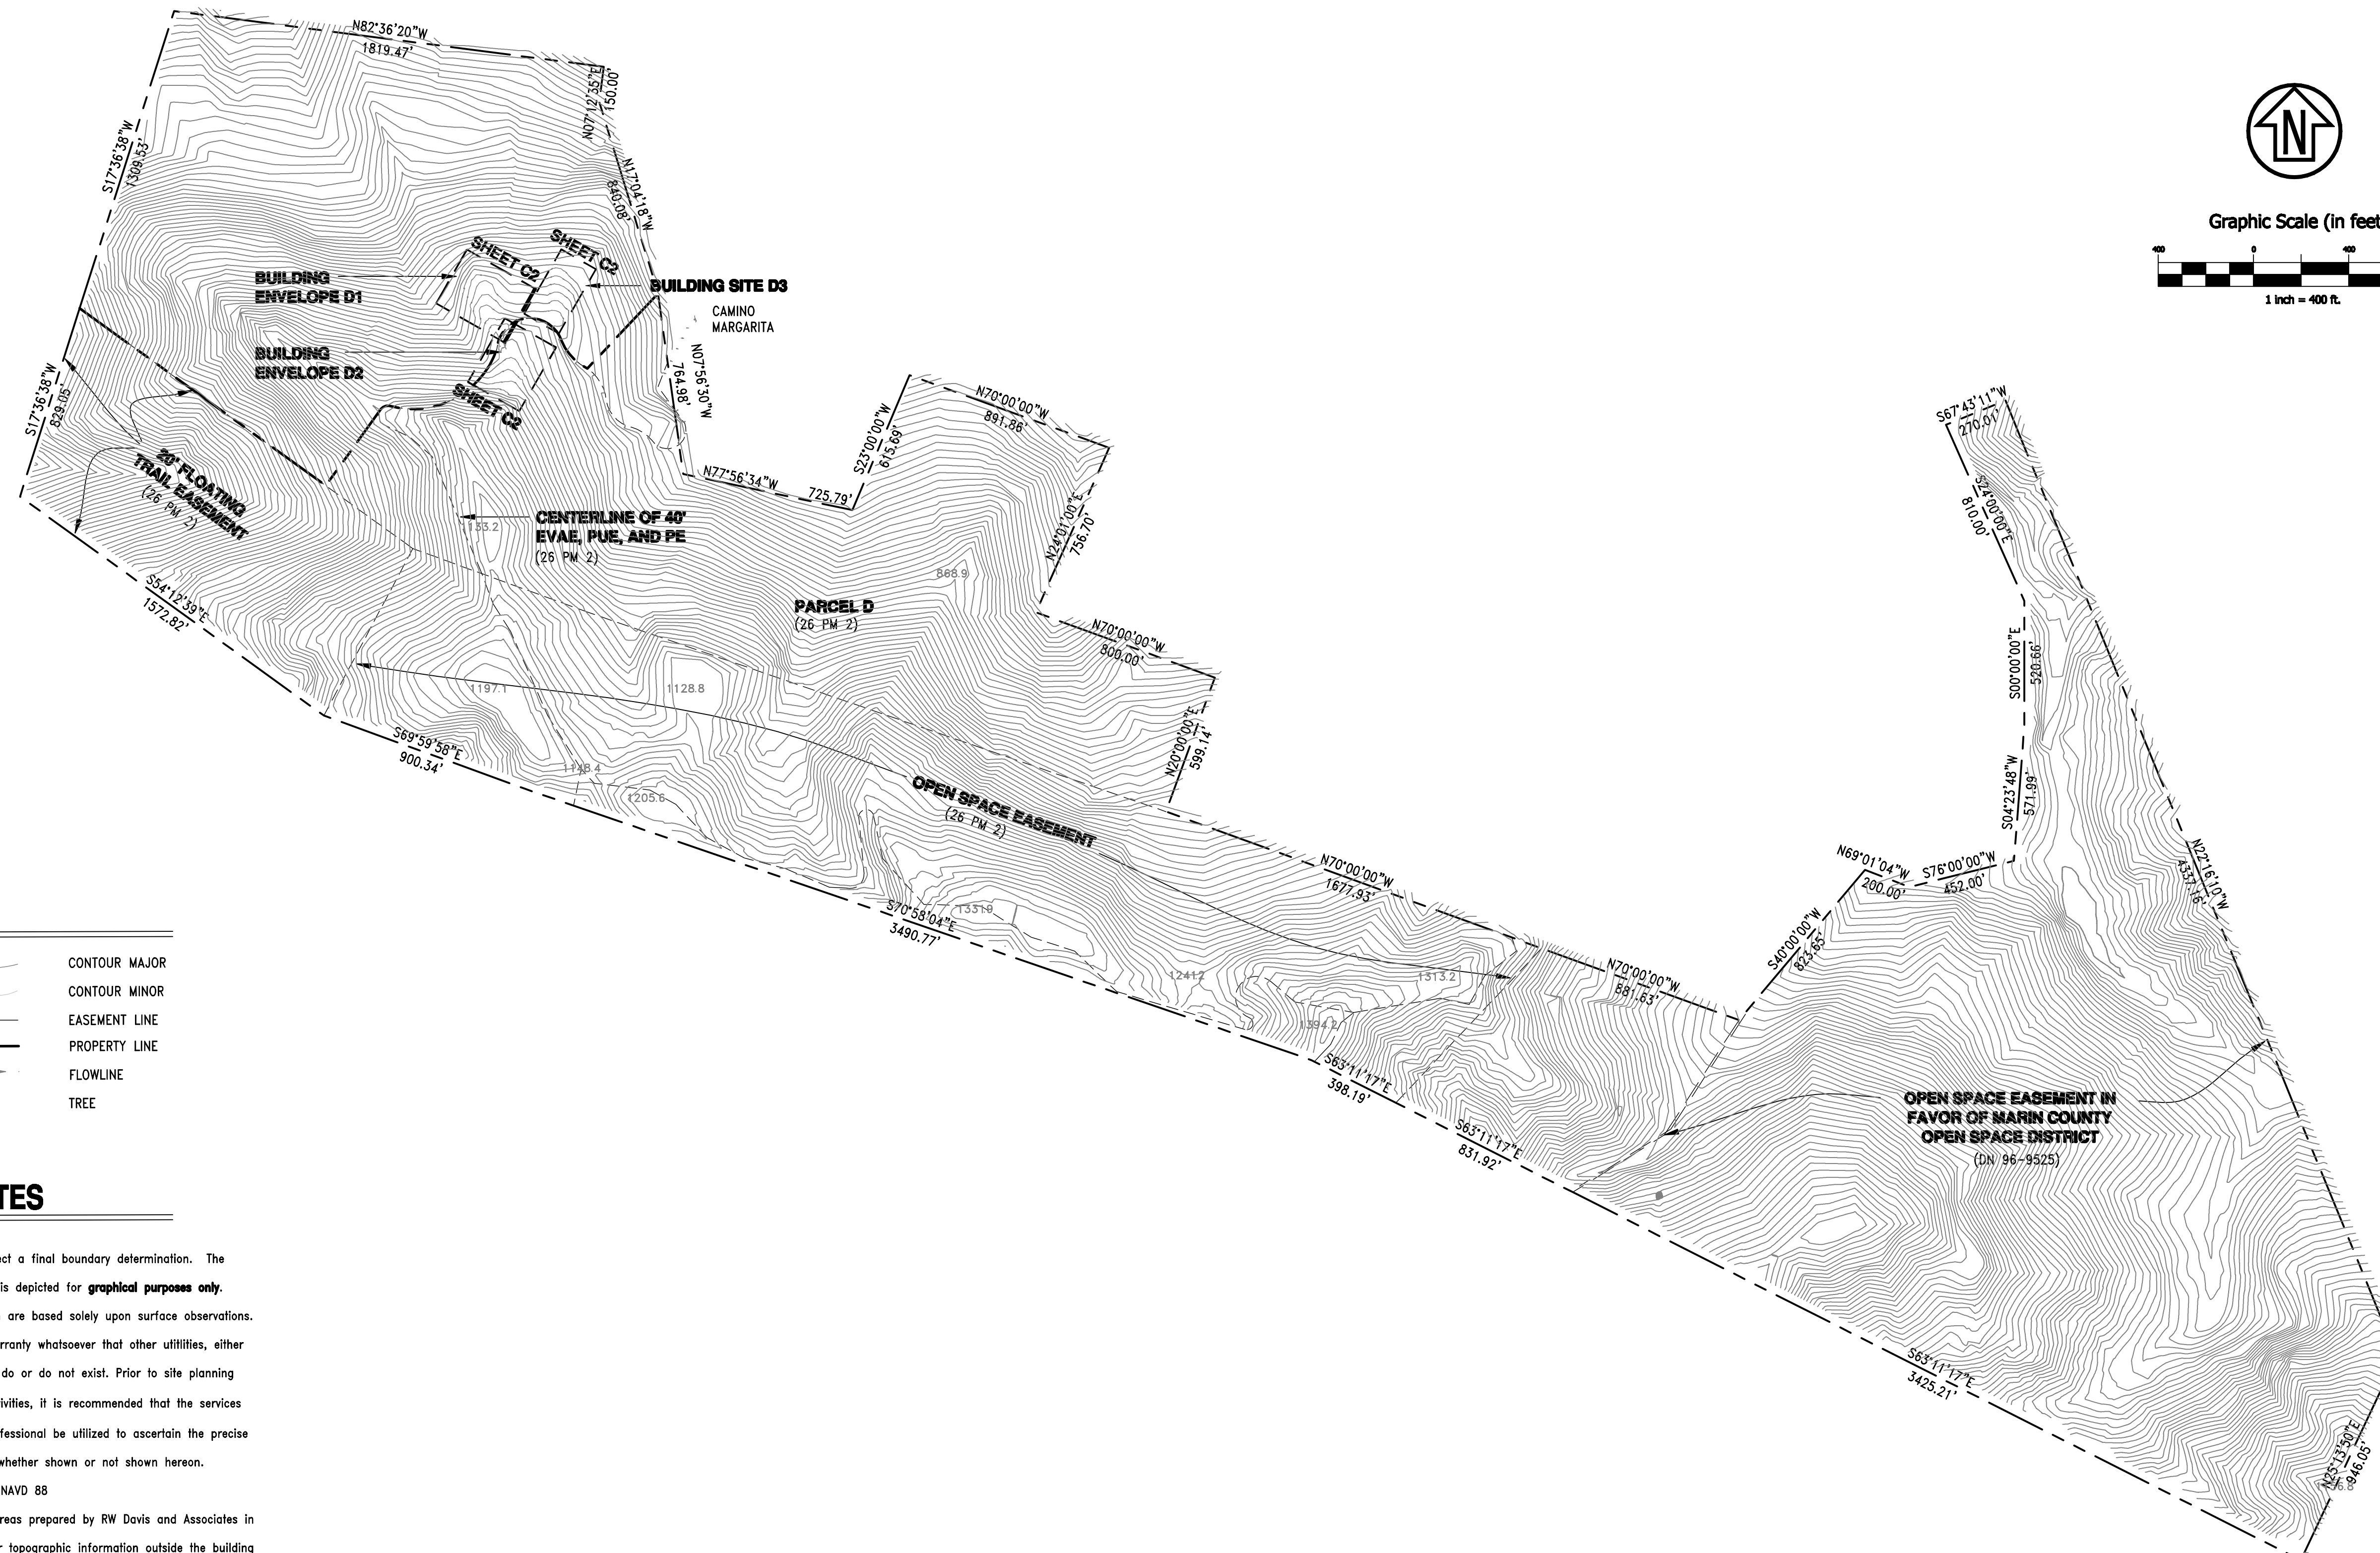 N82°36'20"W
1819.47'
N07°12'35"E
150.00'
S17°36'38"W
1309.53'
N17°04'18"W
840.08'
N
Graphic Scale (in feet
400
0
400
1 inch = 400 ft.
SHEET C2
SHEET C2
BUILDING
ENVELOPE D1
BUILDING SITE D3
CAMINO
MARGARITA
BUILDING
ENVELOPE D2
SHEET C2
N07°56'30"W
764.98'
S17°36'38"W
829.05'
20' FLOATING
TRAIL EASEMENT
(26 PM 2)
N77°56'34"W
725.79'
S23°00'00"W
615.69'
N70°00'00"W
891.86'
N24°01'00"E
756.70'
S67°43'11"W
270.01'
S24°00'00"E
810.00'
CENTERLINE OF 40'
EVAE, PUE, AND PE
(26 PM 2)
1133.2
868.9
PARCEL D
(26 PM 2)
S54°12'39"E
1572.82'
N70°00'00"W
800.00'
S00°00'00"E
520.66'
1197.1
1128.8
N20°00'00"E
599.14'
S69°59'58"E
900.34'
1148.4
1205.6
OPEN SPACE EASEMENT
(26 PM 2)
S04°23'48"W
571.99'
N70°00'00"W
1677.93'
N69°01'04"W
200.00'
S76°00'00"W
452.00'
N22°16'10"W
4337.16'
S70°58'04"E
3490.77'
1331.9
S40°00'00"W
823.65'
1241.2
1313.2
N70°00'00"W
881.63'
1394.2
S63°11'17"E
398.19'
S63°11'17"E
831.92'
OPEN SPACE EASEMENT IN
FAVOR OF MARIN COUNTY
OPEN SPACE DISTRICT
(DN 96-9525)
S63°11'17"E
3425.21'
N25°13'50"E
946.05'
CONTOUR MAJOR
CONTOUR MINOR
EASEMENT LINE
PROPERTY LINE
FLOWLINE
TREE
TES
ect a final boundary determination. The
is depicted for graphical purposes only.
are based solely upon surface observations.
rranty whatsoever that other utitlities, either
do or do not exist. Prior to site planning
ivities, it is recommended that the services
fessional be utilized to ascertain the precise
whether shown or not shown hereon.
NAVD 88
reas prepared by RW Davis and Associates in
r topographic information outside the building